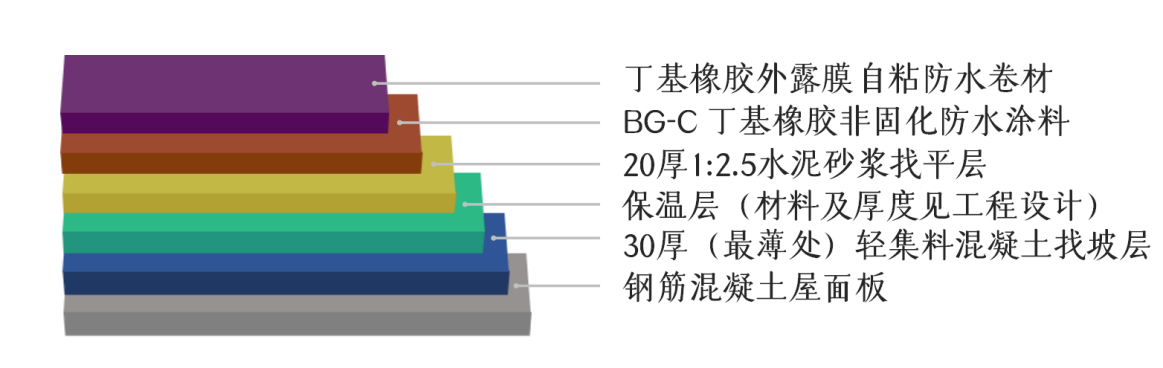 丁基橡胶外露膜自粘防水卷材
BG-C 丁基橡胶非固化防水涂料
20厚1:2.5水泥砂浆找平层
保温层（材料及厚度见工程设计）
30厚（最薄处）轻集料混凝土找坡层
钢筋混凝土屋面板